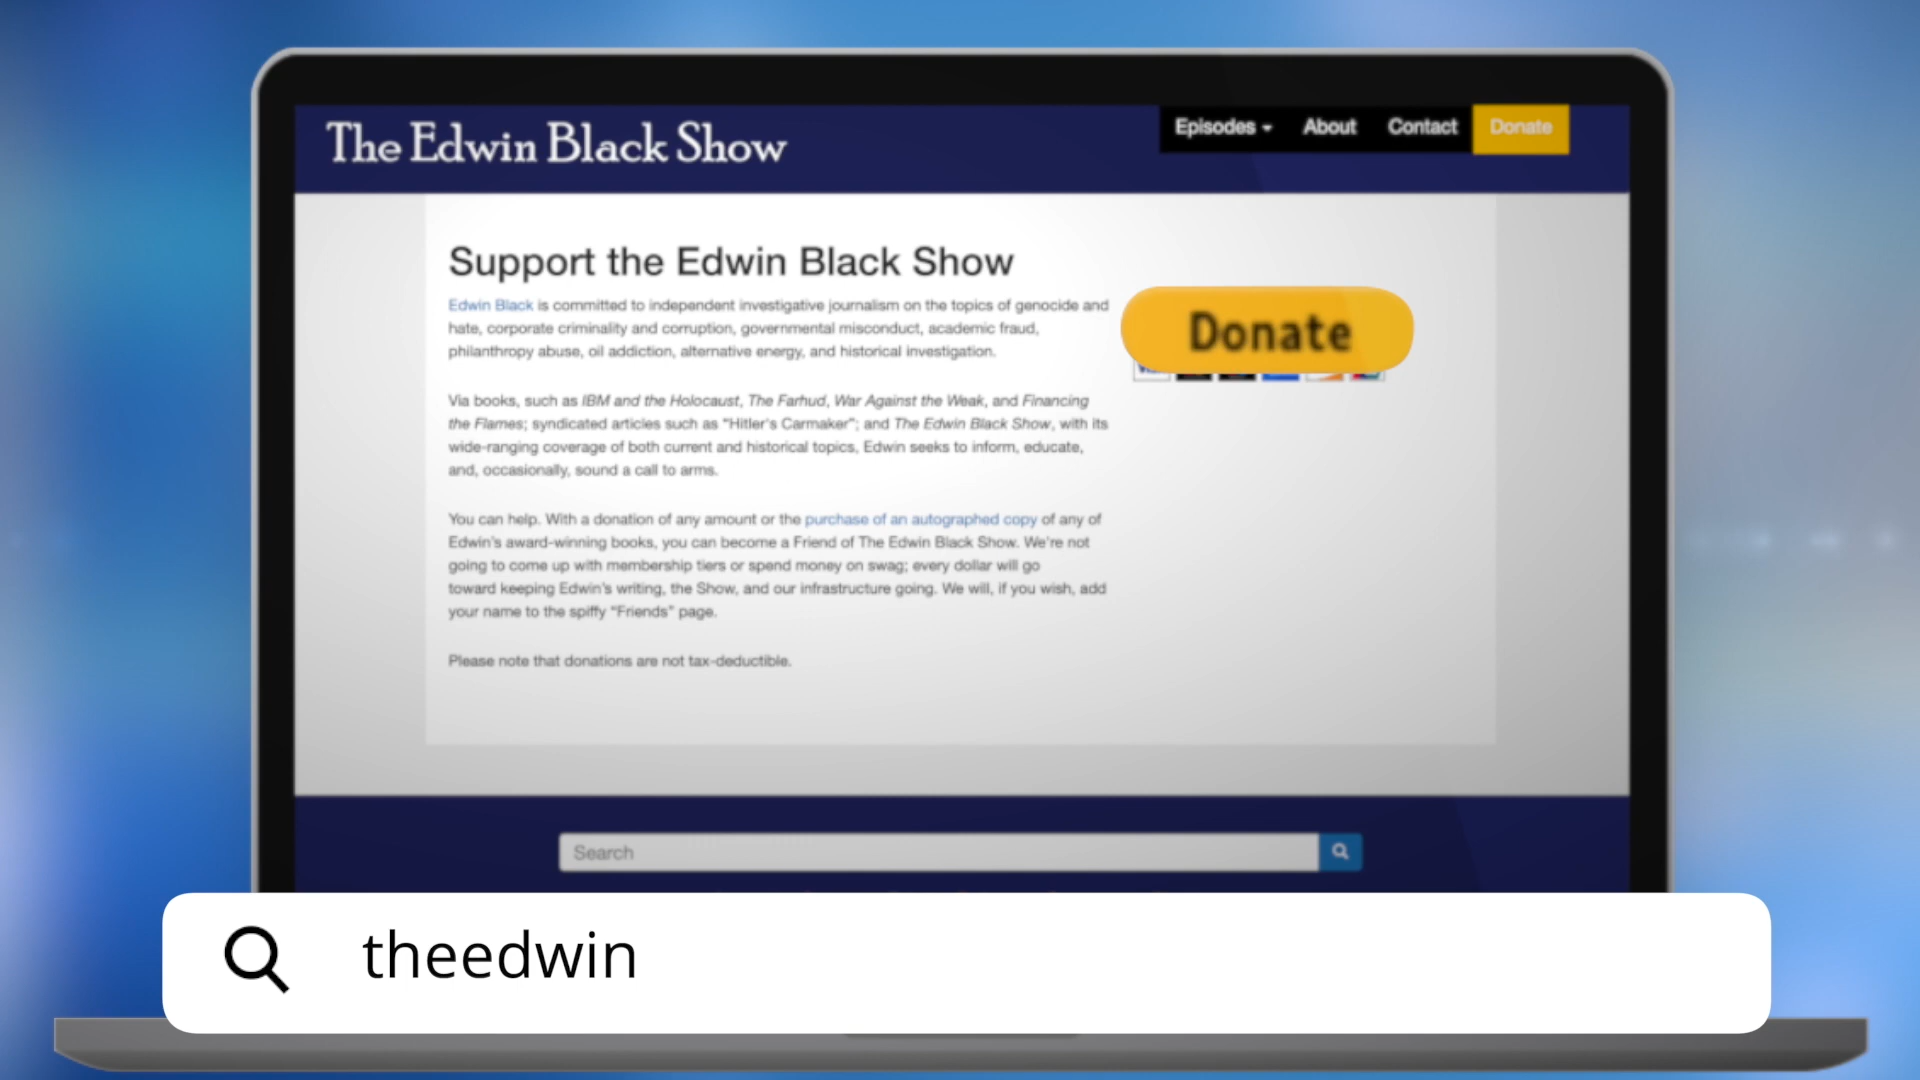 The Edwin Black Show
Episodes About Contact Donate
Support the Edwin Black Show
Edwin Black is committed to independent investigative journalism on the topics of genocide and
hate, corporate criminality and corruption, governmental misconduct, academic fraud,
philanthropy abuse, oil addiction, alternative energy, and historical investigation.
Donate
Via books, such as IBM and the Holocaust, The Farhud, War Against the Weak, and Financing
the Flames; syndicated articles such as “Hitler's Carmaker”; and The Edwin Black Show, with its
wide-ranging coverage of both current and historical topics, Edwin seeks to inform, educate,
and, occasionally, sound a call to arms.
You can help. With a donation of any amount or the purchase of an autographed copy of any of
Edwin's award-winning books, you can become a Friend of The Edwin Black Show. We're not
going to come up with membership tiers or spend money on swag; every dollar will go
toward keeping Edwin's writing, the Show, and our infrastructure going. We will, if you wish, add
your name to the spiffy “Friends” page.
Please note that donations are not tax-deductible.
Search
theedwin